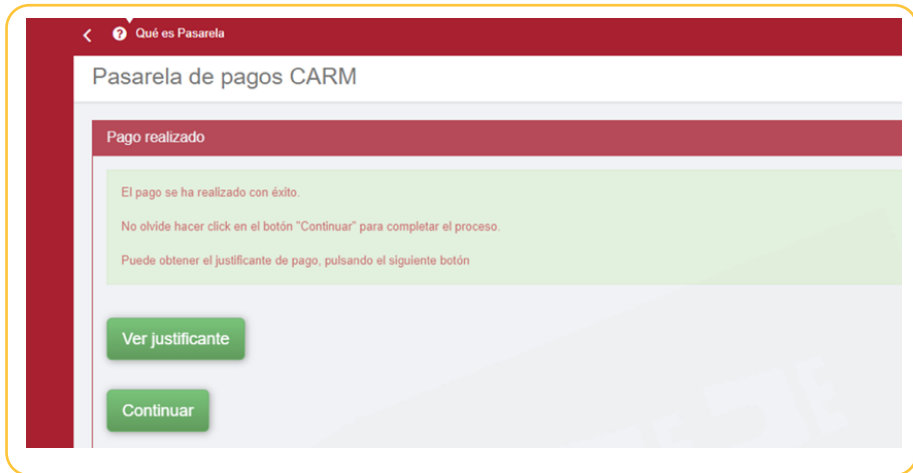 Qué es Pasarela
Pasarela de pagos CARM
Pago realizado
El pago se ha realizado con éxito.
No olvide hacer click en el botón "Continuar" para completar el proceso.
Puede obtener el justificante de pago, pulsando el siguiente botón
Ver justificante
Continuar